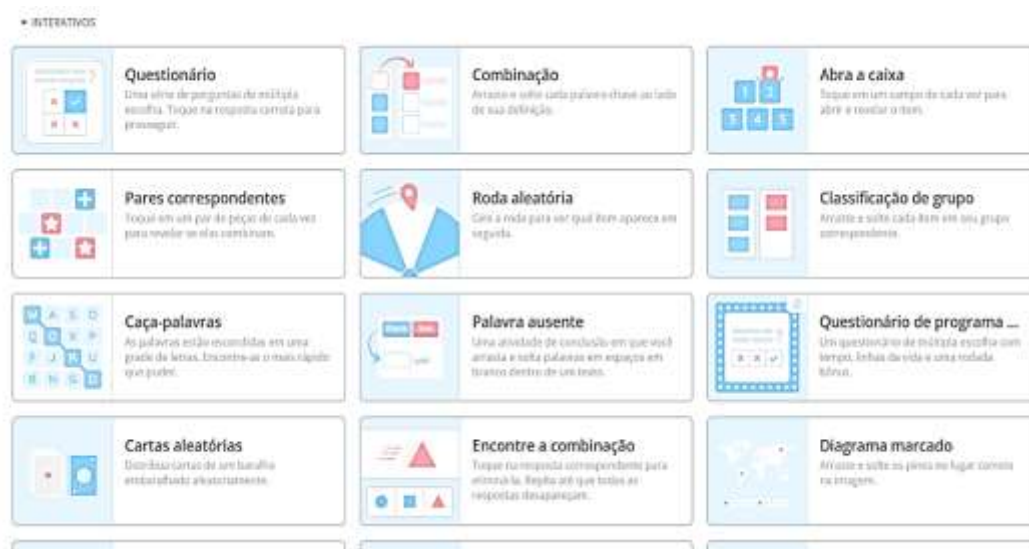 ▪ INTERATIVOS
Questionário
Uma série de perguntas de múltipla
escolha. Toque na resposta correta para
prosseguir.
Combinação
Arraste e solte cada palavra-chave ao lado
de sua definição.
Abra a caixa
Toque em um campo de cada vez para
abrir e revelar o item.
1 2
3 4 5
Pares correspondentes
Toque em um par de peças de cada vez
para revelar se elas combinam.
Roda aleatória
Gire a roda para ver qual item aparece em
seguida.
Classificação de grupo
Arraste e solte cada item em seu grupo
correspondente.
W A S D
Q O X P
F J R U
B N G D
Caça-palavras
As palavras estão escondidas em uma
grade de letras. Encontre-as o mais rápido
que puder.
Palavra ausente
Uma atividade de conclusão em que você
arrasta e solta palavras em espaços em
branco dentro de um texto.
Questionário de programa ...
Um questionário de múltipla escolha com
tempo, linhas da vida e uma rodada
bônus.
Cartas aleatórias
Distribua cartas de um baralho
embaralhado aleatoriamente.
Encontre a combinação
Toque na resposta correspondente para
eliminá-la. Repita até que todas as
respostas desapareçam.
Diagrama marcado
Arraste e solte os pinos no lugar correto
na imagem.